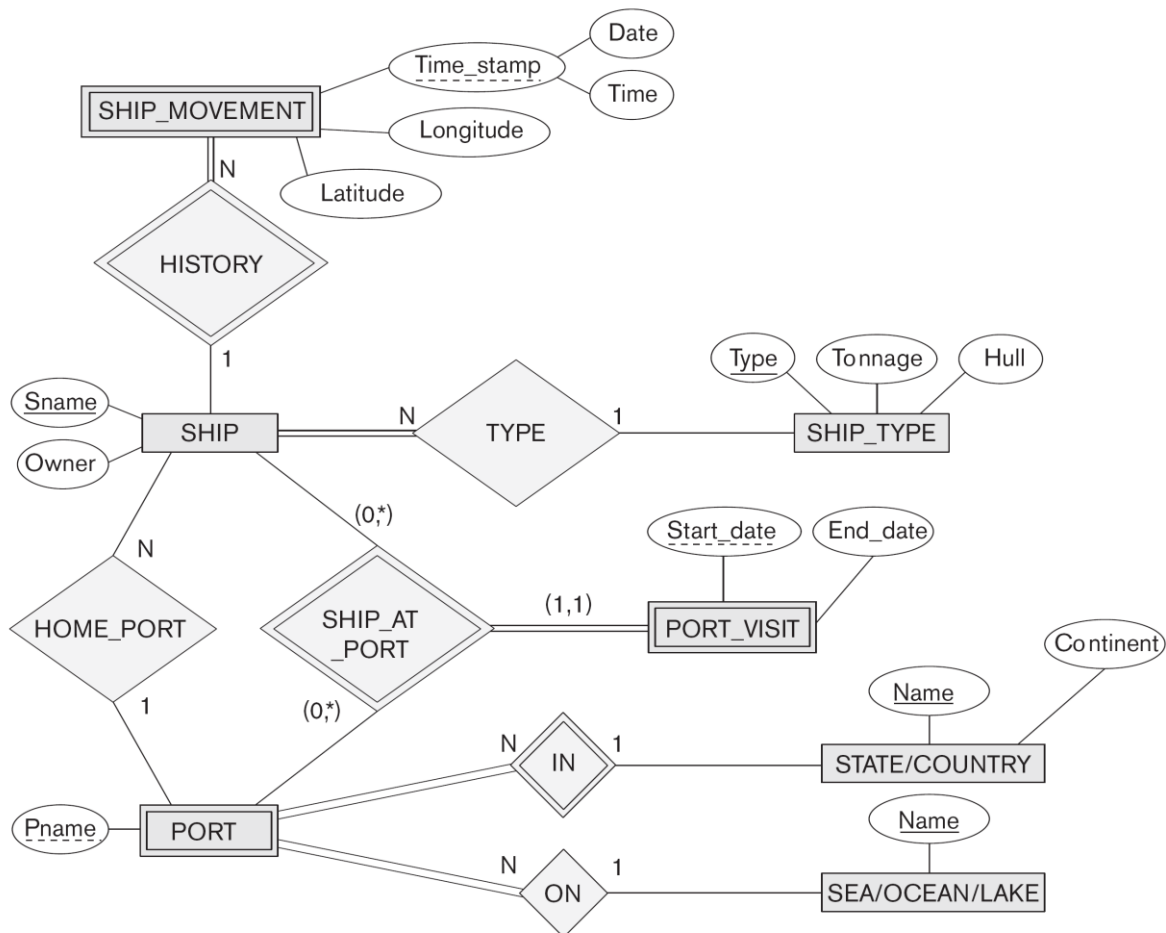 Date
Time_stamp
Time
SHIP_MOVEMENT
Longitude
N
Latitude
HISTORY
1
Type
Tonnage
Hull
Sname
N
1
SHIP
TYPE
SHIP_TYPE
Owner
(0,*)
Start_date
End_date
N
(1,1)
HOME_PORT
SHIP_AT
_PORT
PORT_VISIT
Continent
1
(0,*)
Name
N
1
IN
STATE/COUNTRY
Pname
PORT
Name
N
1
ON
SEA/OCEAN/LAKE